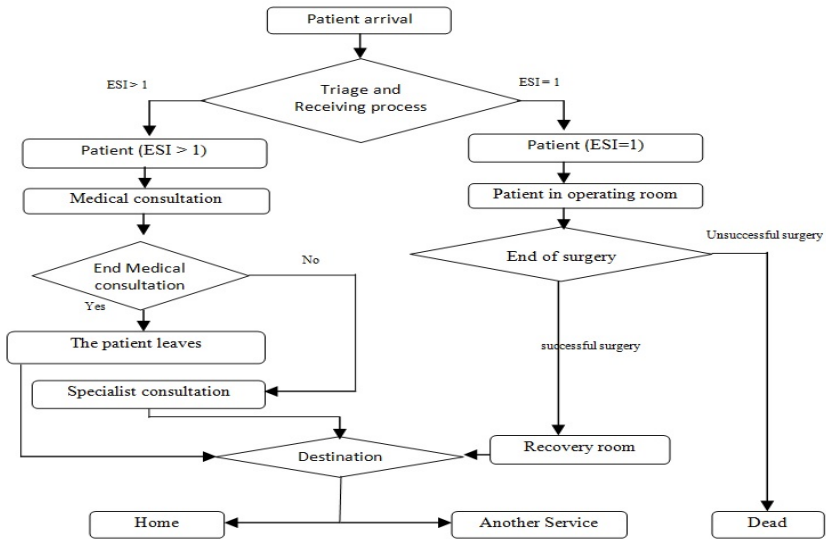 Patient arrival
ESI > 1
Triage and
Receiving process
ESI = 1
Patient (ESI > 1)
Patient (ESI=1)
Medical consultation
Patient in operating room
Unsuccessful surgery
End of surgery
End Medical
consultation
No
Yes
The patient leaves
successful surgery
Specialist consultation
Destination
Recovery room
Home
Another Service
Dead